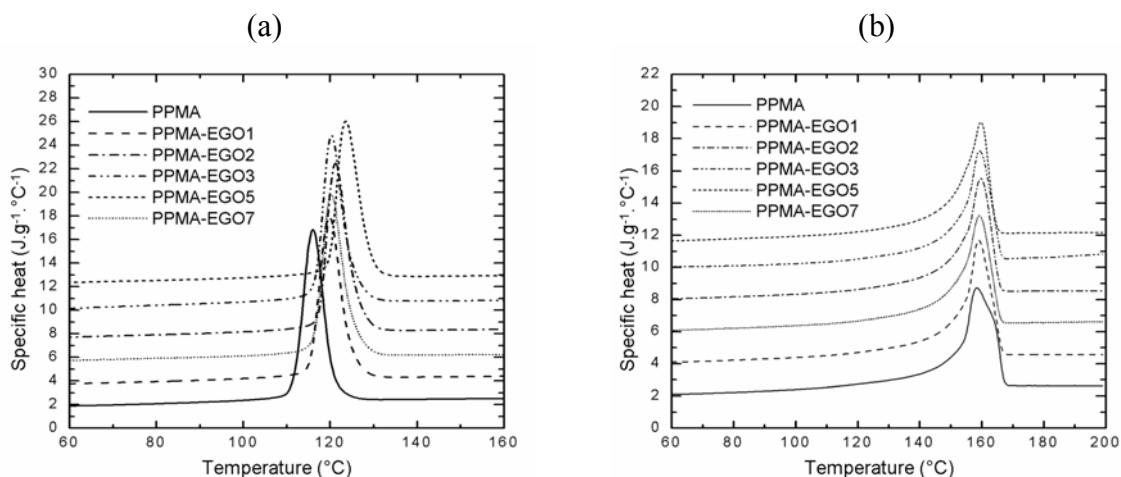 (a)
30
28
26
24
22
20
18
16
14
12
10
8
6
4
2
0
Specific heat (J.g⁻¹.°C⁻¹)
PPMA
PPMA-EGO1
PPMA-EGO2
PPMA-EGO3
PPMA-EGO5
PPMA-EGO7
60 80 100 120 140 160
Temperature (°C)
(b)
22
20
18
16
14
12
10
8
6
4
2
0
Specific heat (J.g⁻¹.°C⁻¹)
PPMA
PPMA-EGO1
PPMA-EGO2
PPMA-EGO3
PPMA-EGO5
PPMA-EGO7
60 80 100 120 140 160 180 200
Temperature (°C)